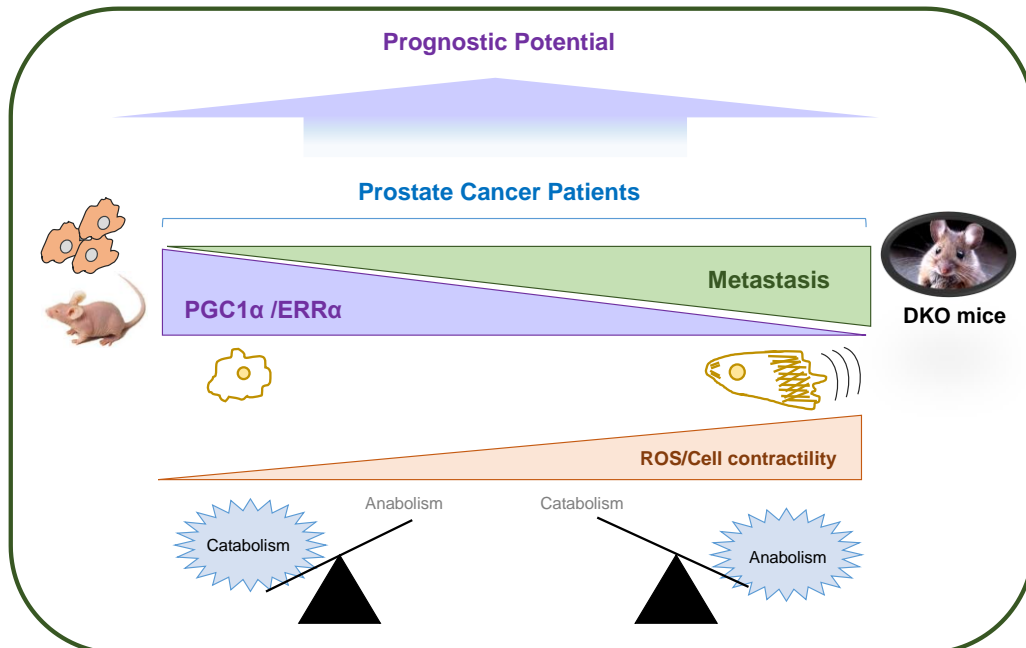 Prognostic Potential
Prostate Cancer Patients
Metastasis
PGC1α /ERRα
DKO mice
ROS/Cell contractility
Anabolism
Catabolism
Catabolism
Anabolism